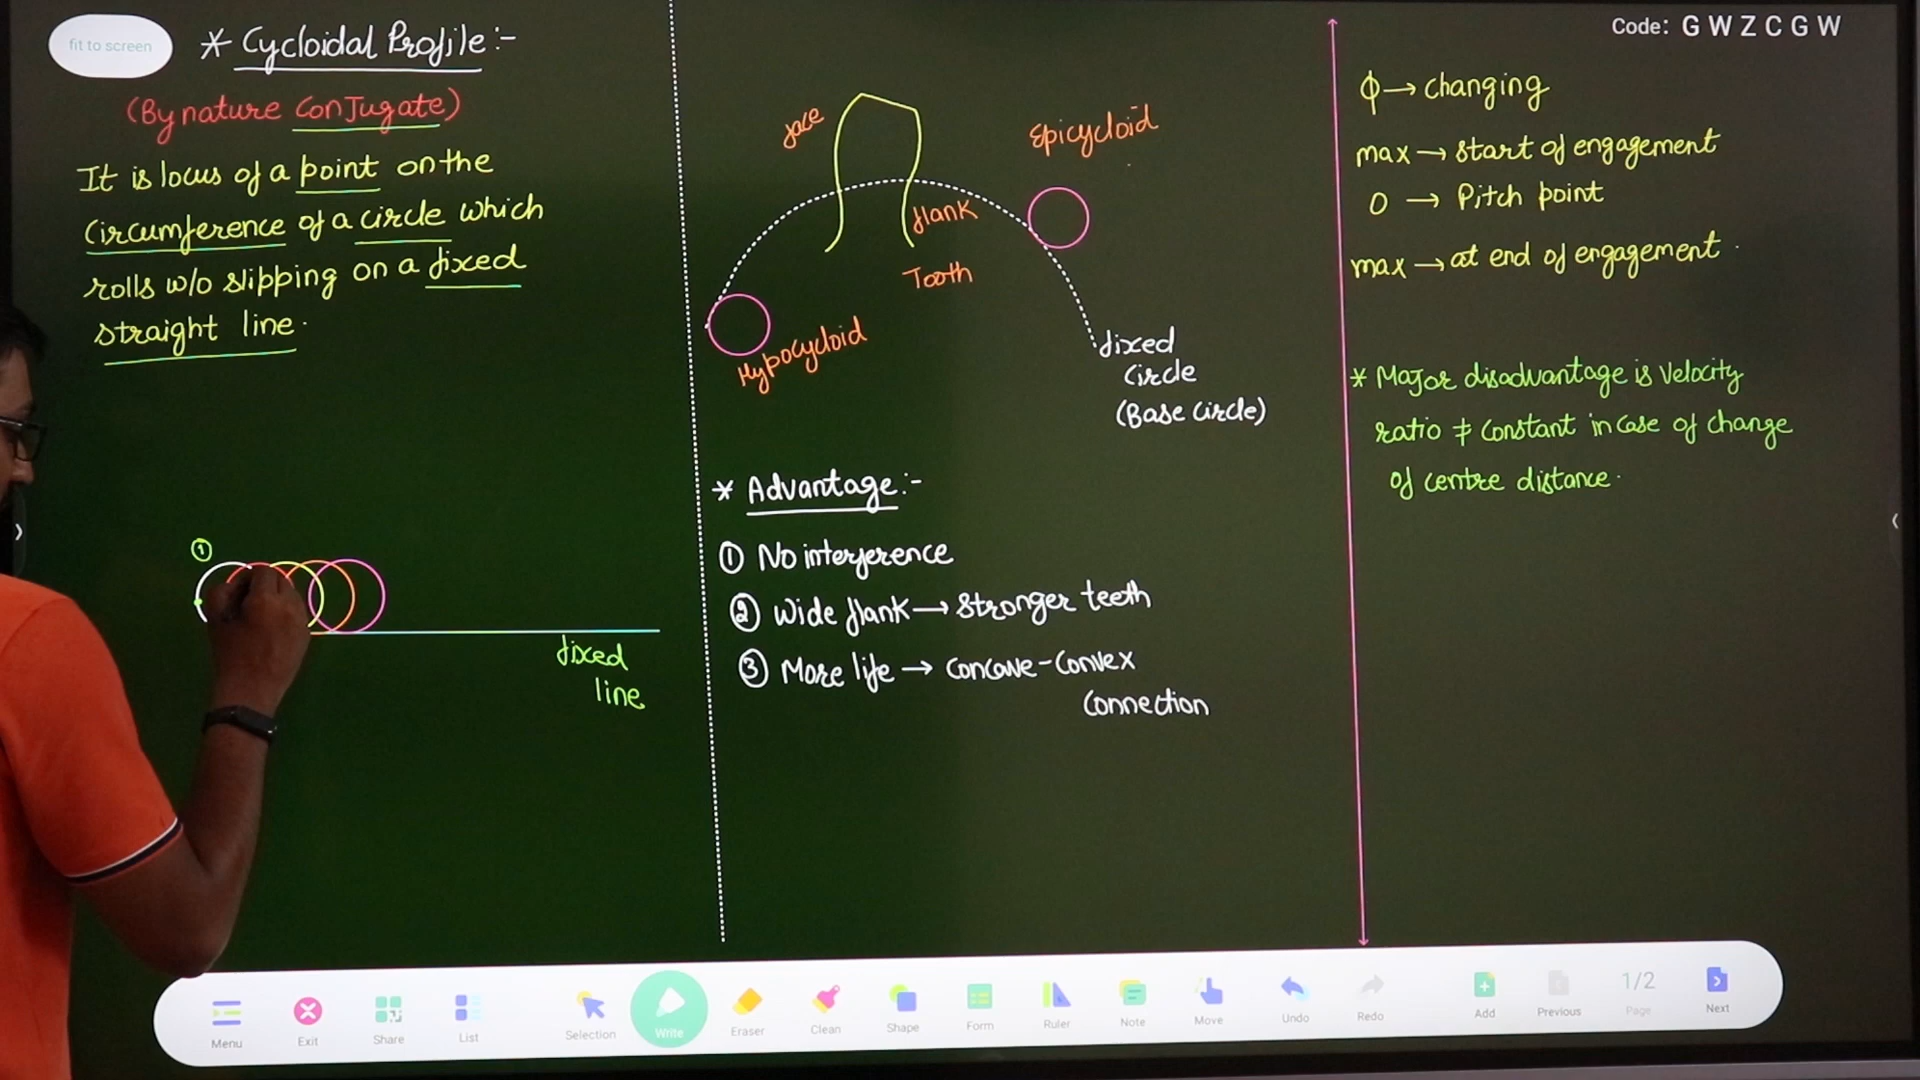 fit to screen
* Cycloidal Profile:-
(By nature Conjugate)
It is locus of a point on the
Circumference of a circle which
rolls w/o slipping on a fixed
straight line.
①
fixed
line
face
Epicycloid
flank
Tooth
Hypocycloid
fixed
Circle
(Base Circle)
* Advantage:-
① No interference
② Wide flank → Stronger teeth
③ More life → Concave-Convex
Connection
Code: G W Z C G W
ϕ → changing
max → start of engagement
0 → Pitch point
max → at end of engagement.
* Major disadvantage is Velocity
ratio ≠ Constant in case of change
of centre distance.
Menu
Exit
Share
List
Selection
Write
Eraser
Clean
Shape
Form
Ruler
Note
Move
Undo
Redo
Add
Previous
1/2
Page
Next